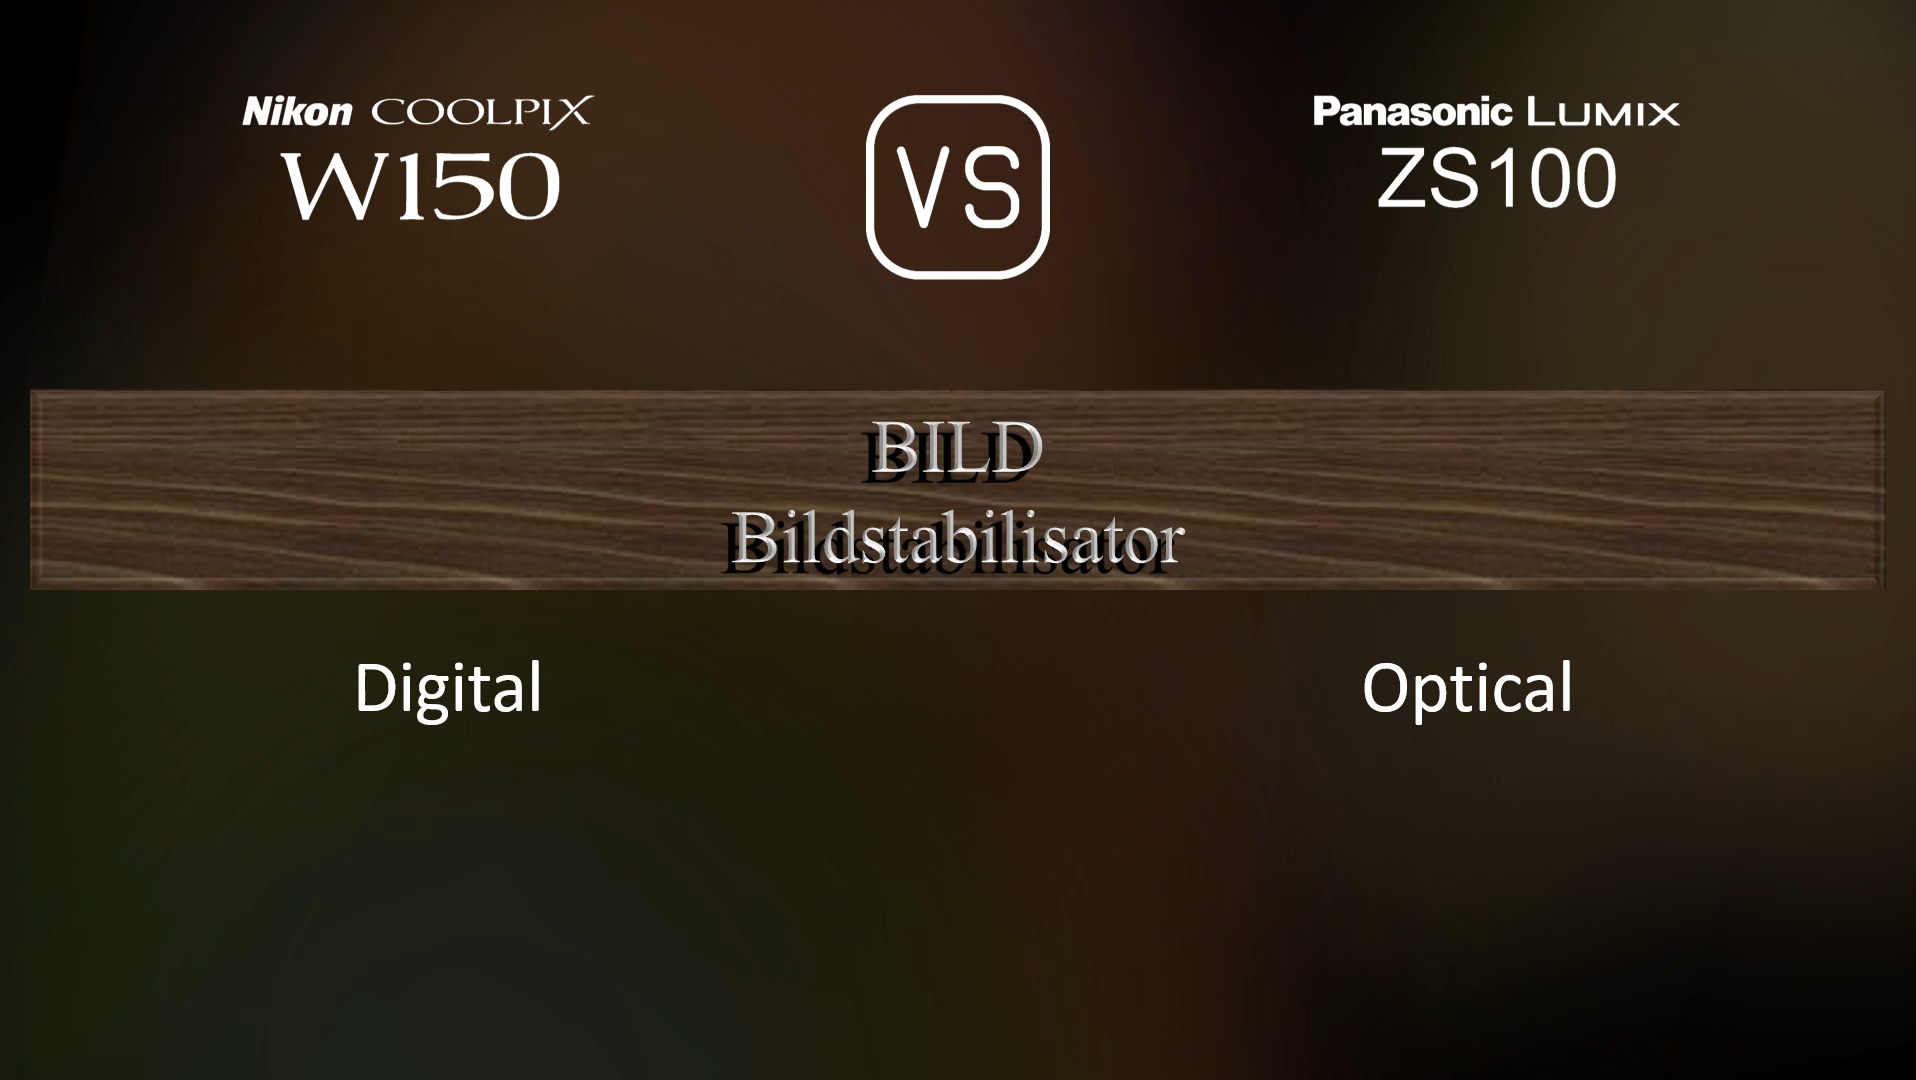 Nikon COOLPIX
W150
VS
Panasonic LUMIX
ZS100
BILD
Bildstabilisator
Digital
Optical